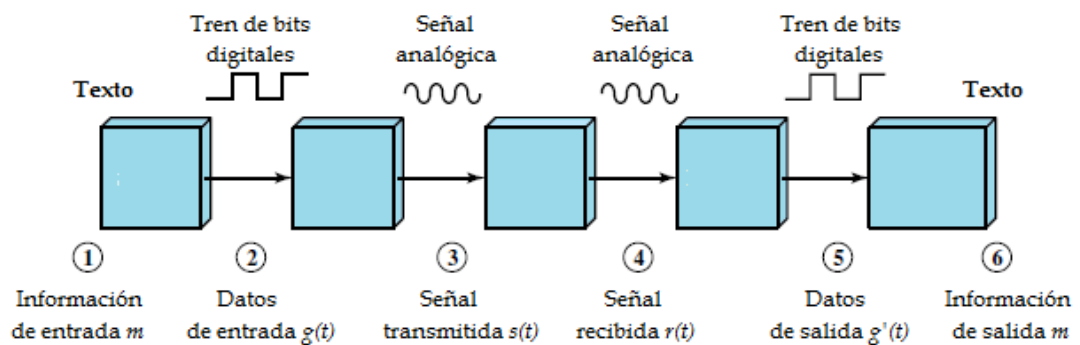 Tren de bits
digitales
Señal
analógica
Señal
analógica
Tren de bits
digitales
Texto
Texto
1
2
3
4
5
6
Información
de entrada m
Datos
de entrada g(t)
Señal
transmitida s(t)
Señal
recibida r(t)
Datos
de salida g'(t)
Información
de salida m